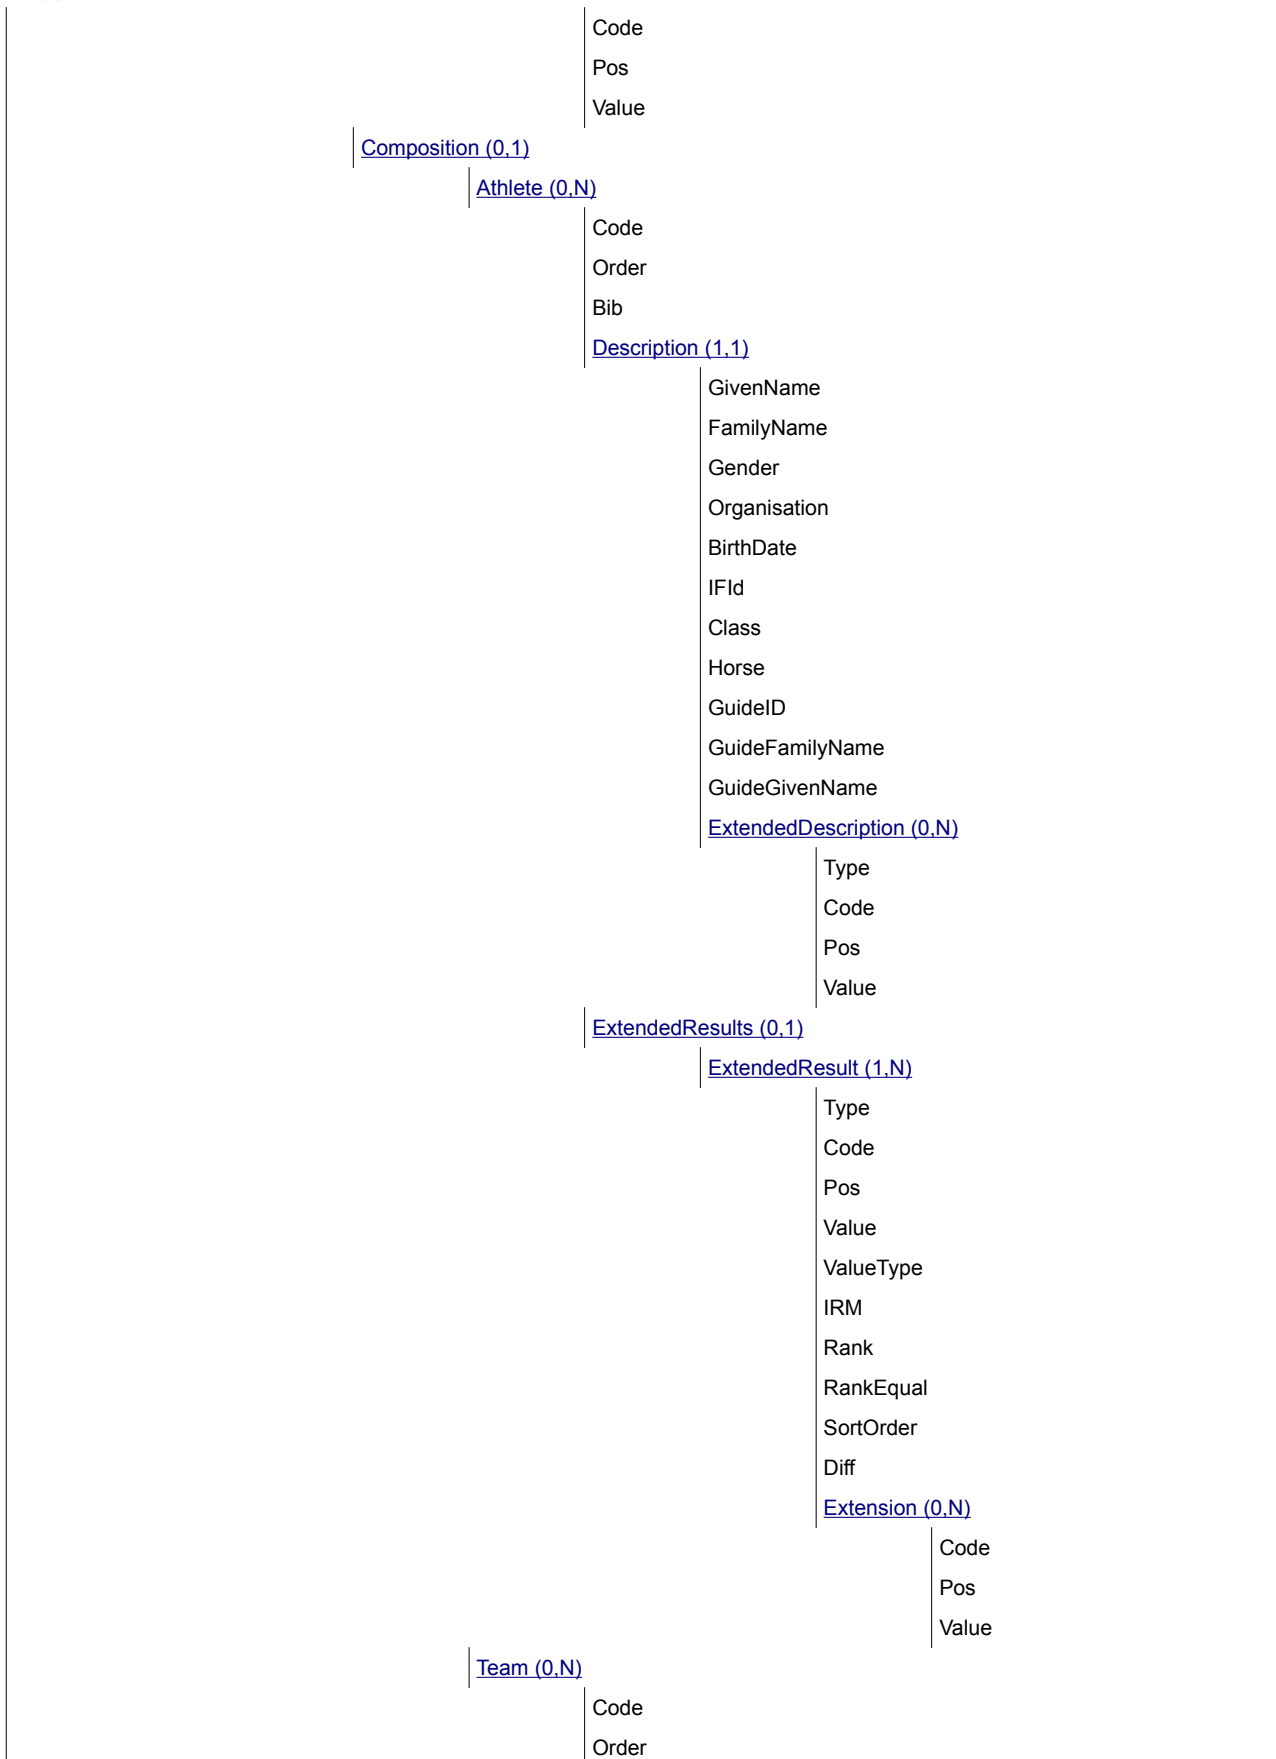 Code
Pos
Value
Composition (0,1)
Athlete (0,N)
Code
Order
Bib
Description (1,1)
GivenName
FamilyName
Gender
Organisation
BirthDate
IFId
Class
Horse
GuideID
GuideFamilyName
GuideGivenName
ExtendedDescription (0,N)
Type
Code
Pos
Value
ExtendedResults (0,1)
ExtendedResult (1,N)
Type
Code
Pos
Value
ValueType
IRM
Rank
RankEqual
SortOrder
Diff
Extension (0,N)
Code
Pos
Value
Team (0,N)
Code
Order